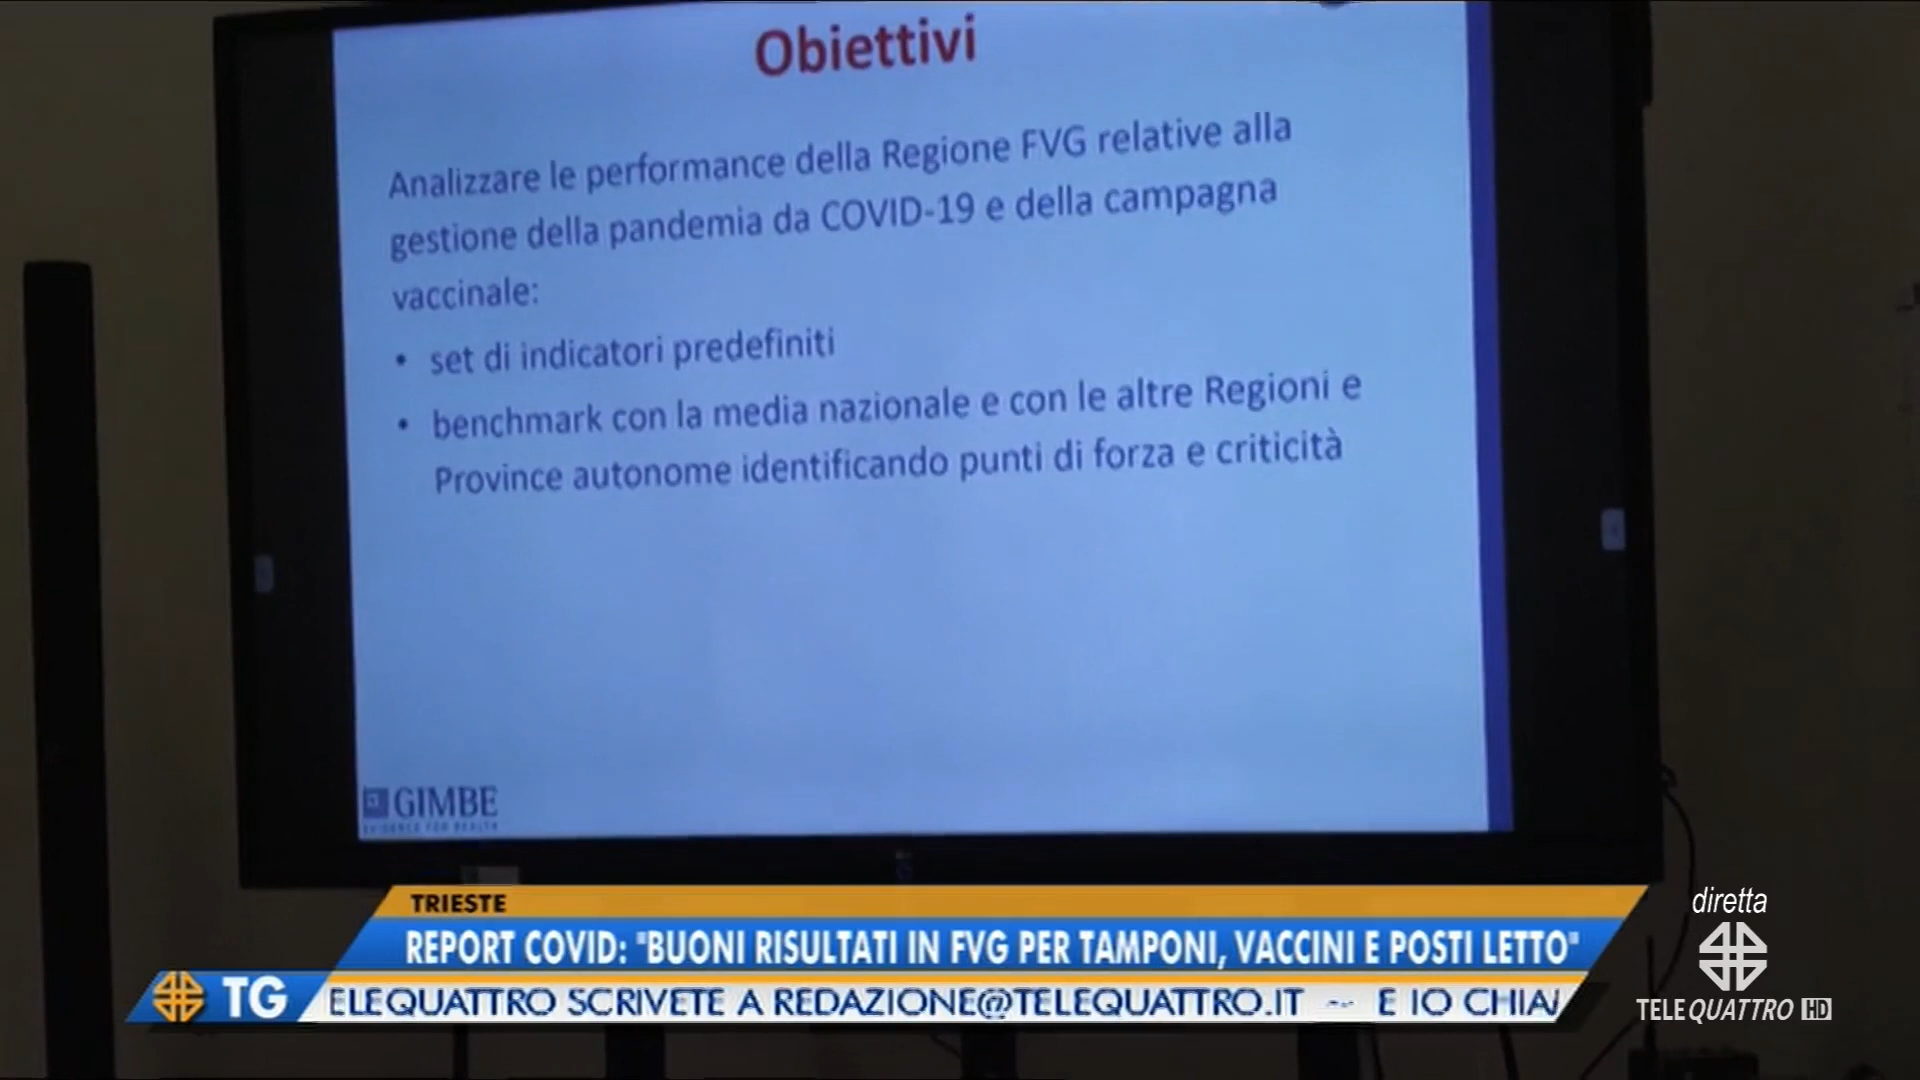 Obiettivi
Analizzare le performance della Regione FVG relative alla
gestione della pandemia da COVID-19 e della campagna
vaccinale:
• set di indicatori predefiniti
• benchmark con la media nazionale e con le altre Regioni e
Province autonome identificando punti di forza e criticità
GIMBE
EVIDENCE FOR HEALTH
TRIESTE
REPORT COVID: "BUONI RISULTATI IN FVG PER TAMPONI, VACCINI E POSTI LETTO"
TG
ELEQUATTRO SCRIVETE A REDAZIONE@TELEQUATTRO.IT -- E IO CHIA
diretta
TELEQUATTRO HD